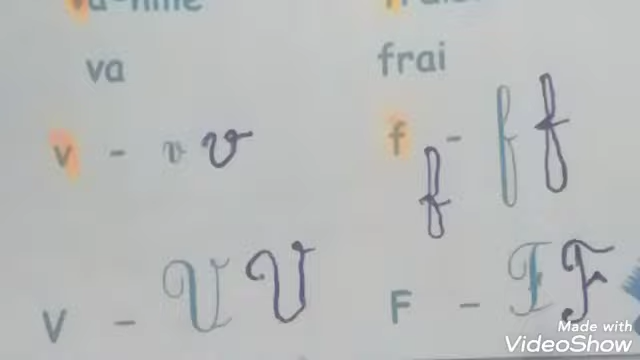 va frai
v - v v f - f f f
V - V V F - F F
Made with
VideoShow